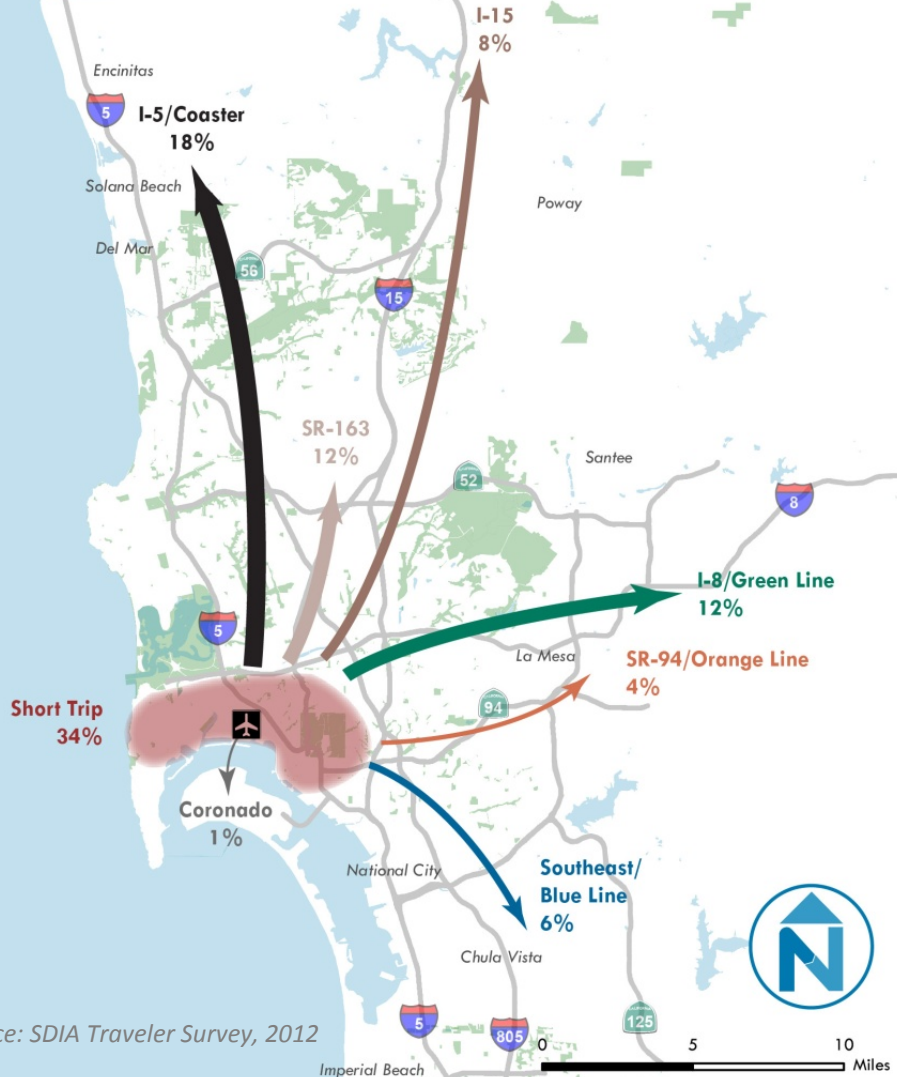 I-15
8%
Encinitas
5
I-5/Coaster
18%
Solana Beach
Poway
Del Mar
56
15
SR-163
12%
Santee
52
8
I-8/Green Line
12%
5
La Mesa
SR-94/Orange Line
4%
94
Short Trip
34%
Coronado
1%
National City
Southeast/
Blue Line
6%
N
Chula Vista
5
805
125
ce: SDIA Traveler Survey, 2012
0 5 10
Miles
Imperial Beach